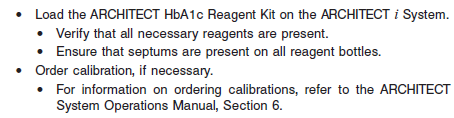 • Load the ARCHITECT HbA1c Reagent Kit on the ARCHITECT i System.
• Verify that all necessary reagents are present.
• Ensure that septums are present on all reagent bottles.
• Order calibration, if necessary.
• For information on ordering calibrations, refer to the ARCHITECT
System Operations Manual, Section 6.